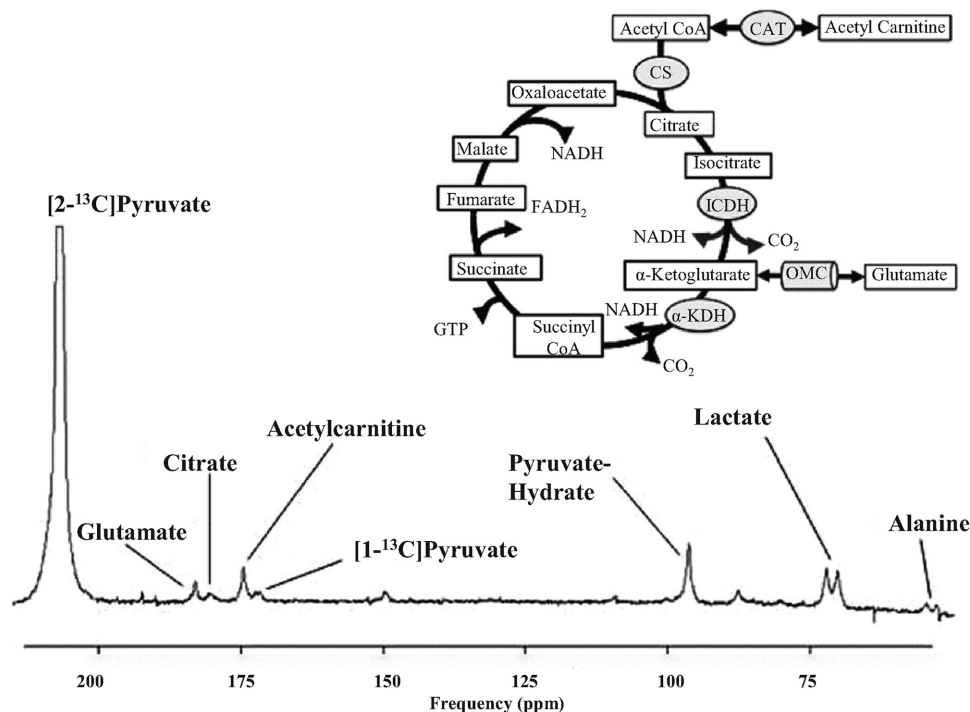 Acetyl CoA
CAT
Acetyl Carnitine
CS
Oxaloacetate
Citrate
Malate
NADH
Isocitrate
Fumarate
FADH₂
ICDH
NADH
CO₂
Succinate
α-Ketoglutarate
OMC
Glutamate
GTP
Succinyl
CoA
NADH
α-KDH
CO₂
[2-¹³C]Pyruvate
Glutamate
Citrate
Acetylcarnitine
[1-¹³C]Pyruvate
Pyruvate-
Hydrate
Lactate
Alanine
200 175 150 125 100 75
Frequency (ppm)